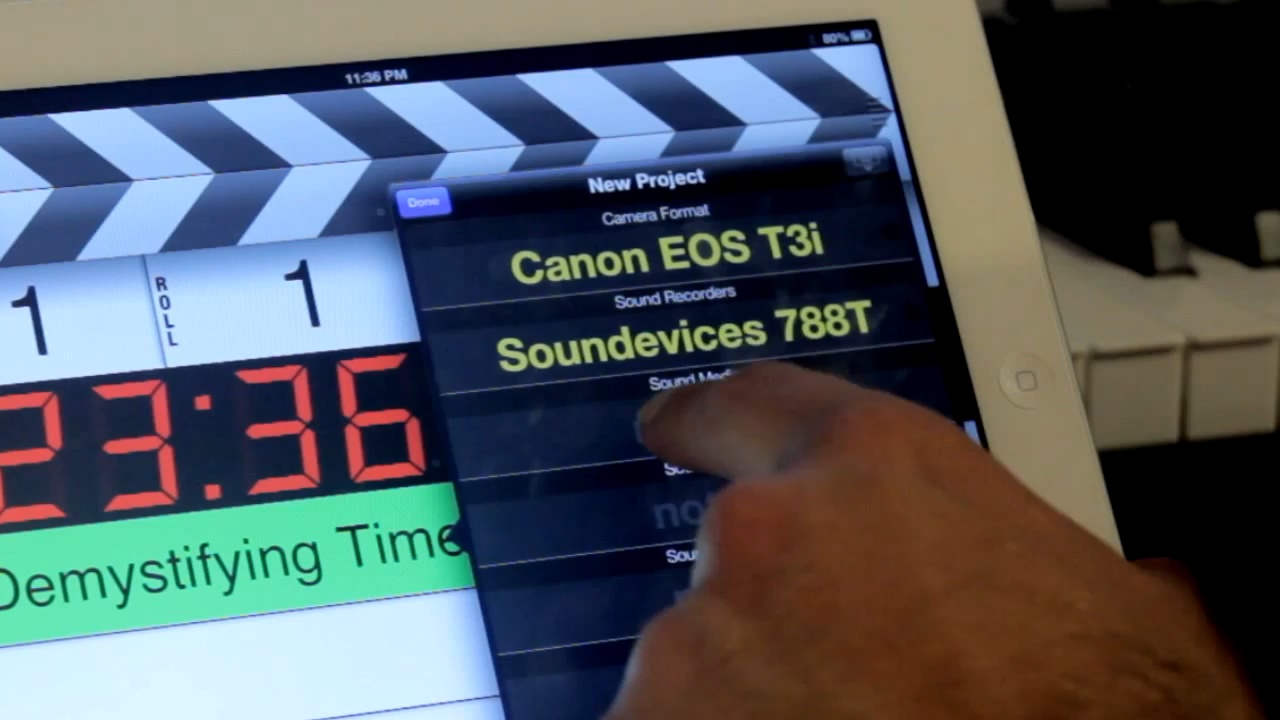 80%
11:36 PM
New Project
Done
Camera Format
Canon EOS T3i
1
ROLL
1
Sound Recorders
Soundevices 788T
23:36
Sound
Demystifying Time